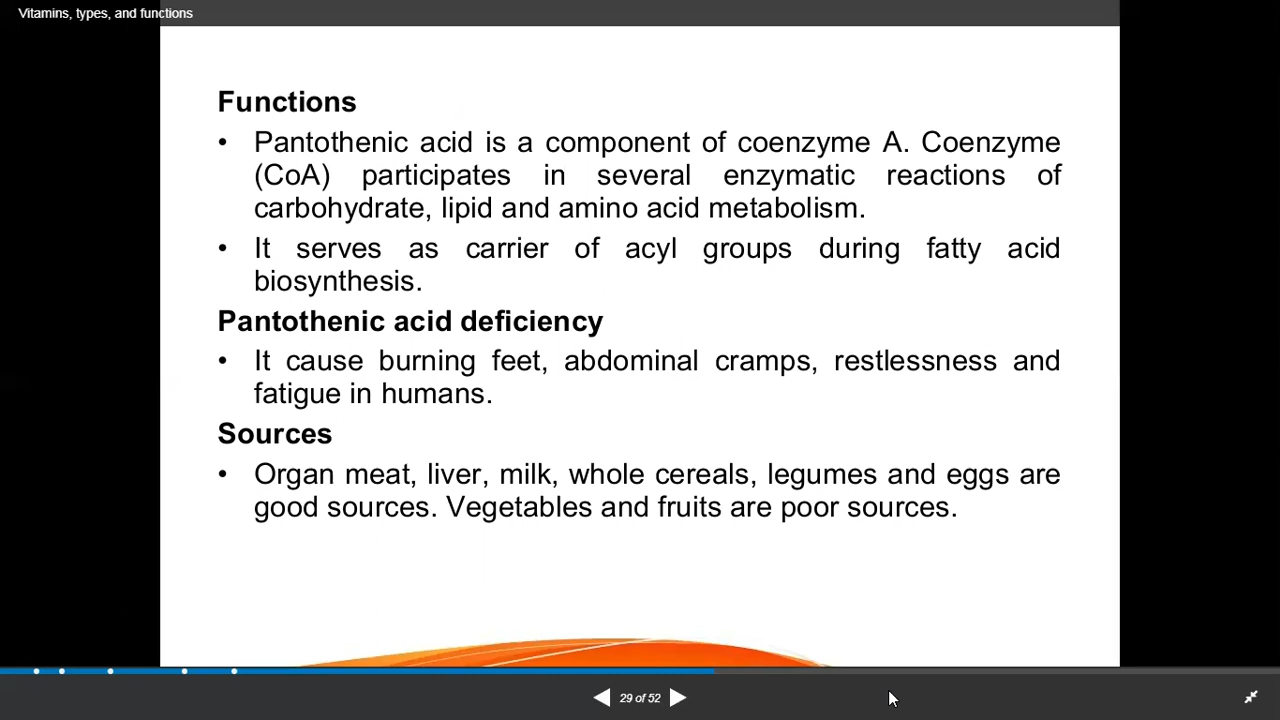 Vitamins, types, and functions
Functions
• Pantothenic acid is a component of coenzyme A. Coenzyme
(CoA) participates in several enzymatic reactions of
carbohydrate, lipid and amino acid metabolism.
• It serves as carrier of acyl groups during fatty acid
biosynthesis.
Pantothenic acid deficiency
• It cause burning feet, abdominal cramps, restlessness and
fatigue in humans.
Sources
• Organ meat, liver, milk, whole cereals, legumes and eggs are
good sources. Vegetables and fruits are poor sources.
29 of 52